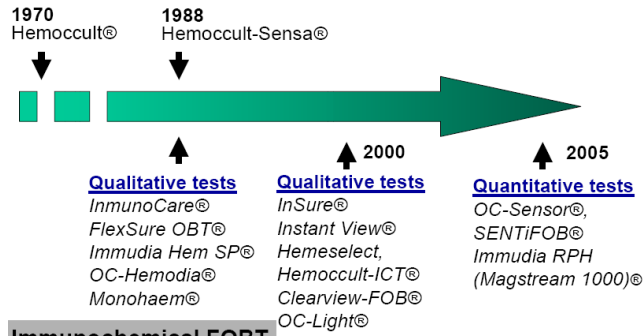 1970
Hemoccult®
1988
Hemoccult-Sensa®
Qualitative tests
InmunoCare®
FlexSure OBT®
Immudia Hem SP®
OC-Hemodia®
Monohaem®
2000
Qualitative tests
InSure®
Instant View®
Hemeselect,
Hemoccult-ICT®
Clearview-FOB®
OC-Light®
2005
Quantitative tests
OC-Sensor®,
SENTiFOB®
Immudia RPH
(Magstream 1000)®
Immunochemical FOBT